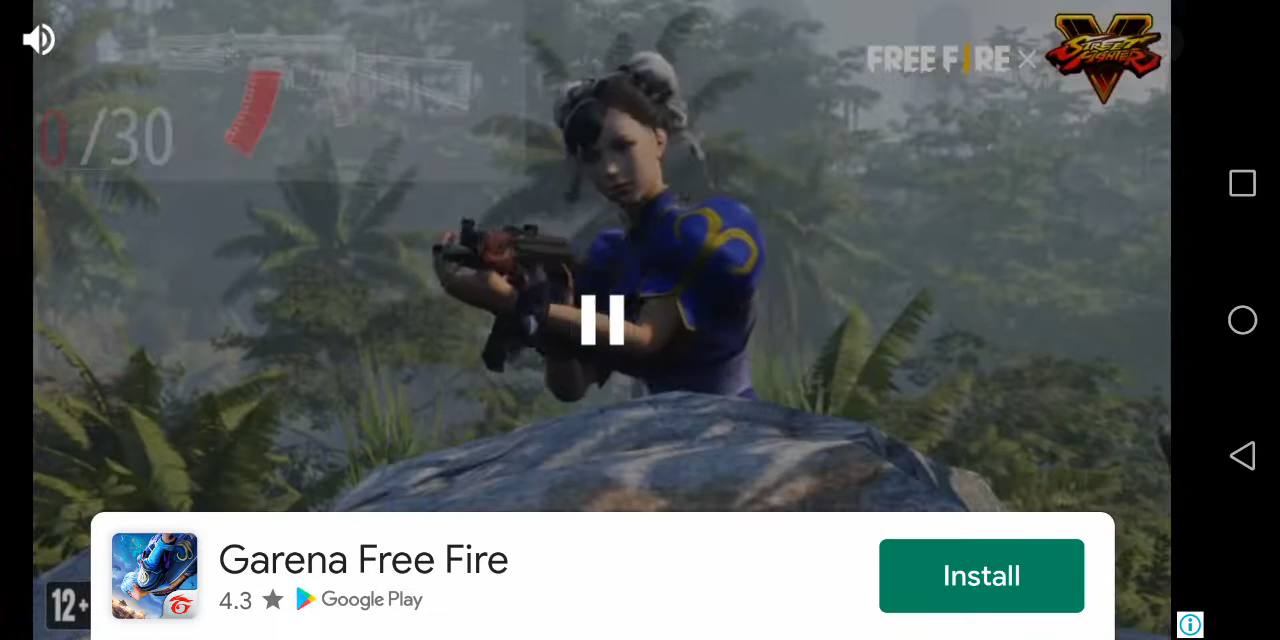 FREE FIRE × STREET FIGHTER V
0/30
Garena Free Fire
4.3 ★ Google Play
Install
12+